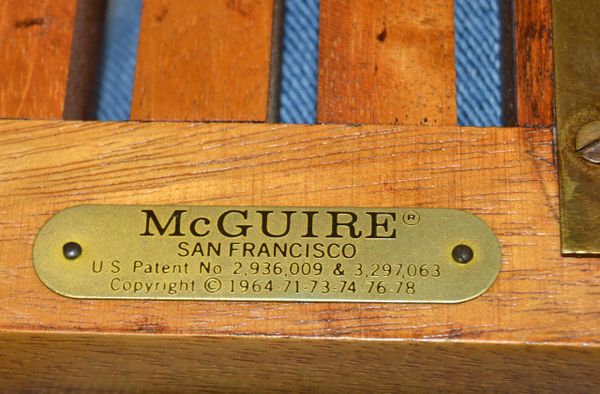 McGUIRE®
SAN FRANCISCO
U.S. Patent No 2,936,009 & 3,297,063
Copyright © 1964-71-73-74-76-78